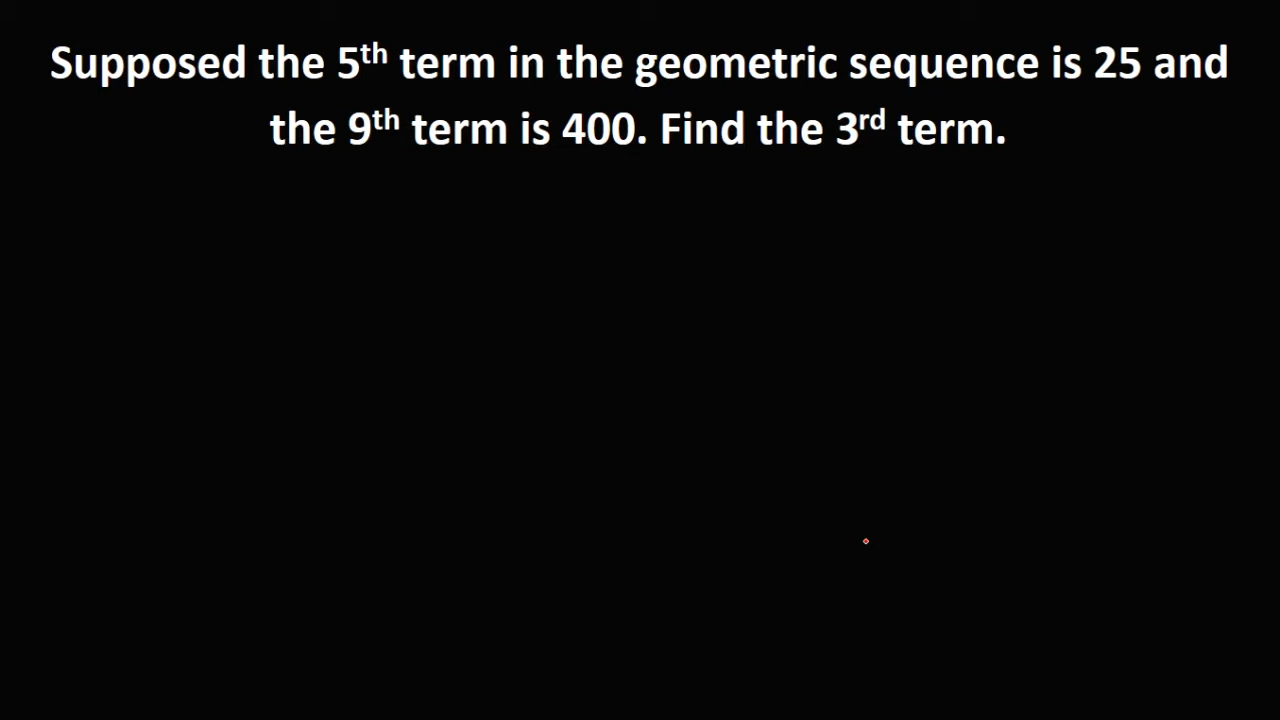 Supposed the 5th term in the geometric sequence is 25 and
the 9th term is 400. Find the 3rd term.